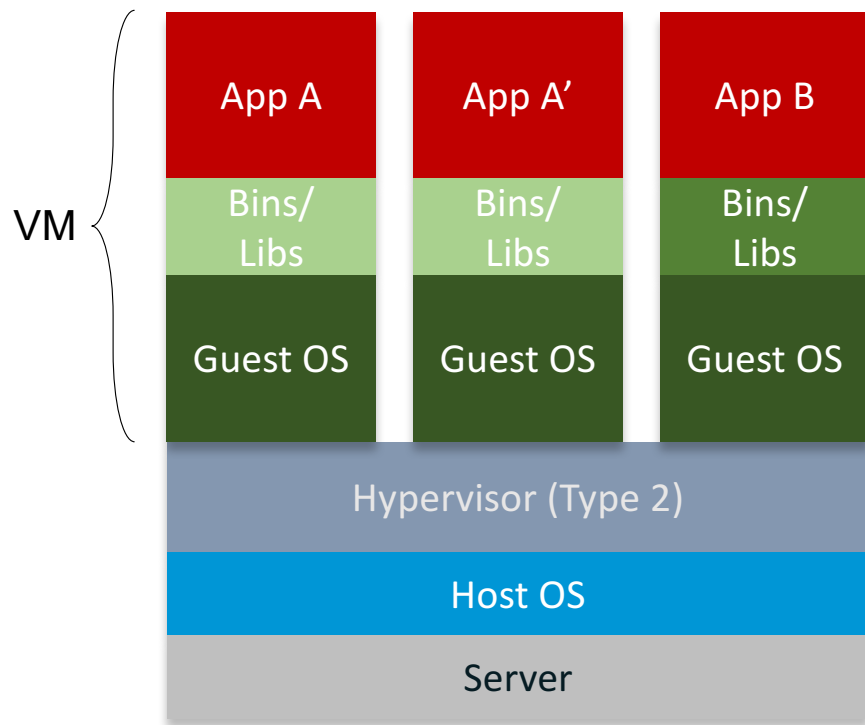 App A
App A’
App B
VM
Bins/
Libs
Bins/
Libs
Bins/
Libs
Guest OS
Guest OS
Guest OS
Hypervisor (Type 2)
Host OS
Server